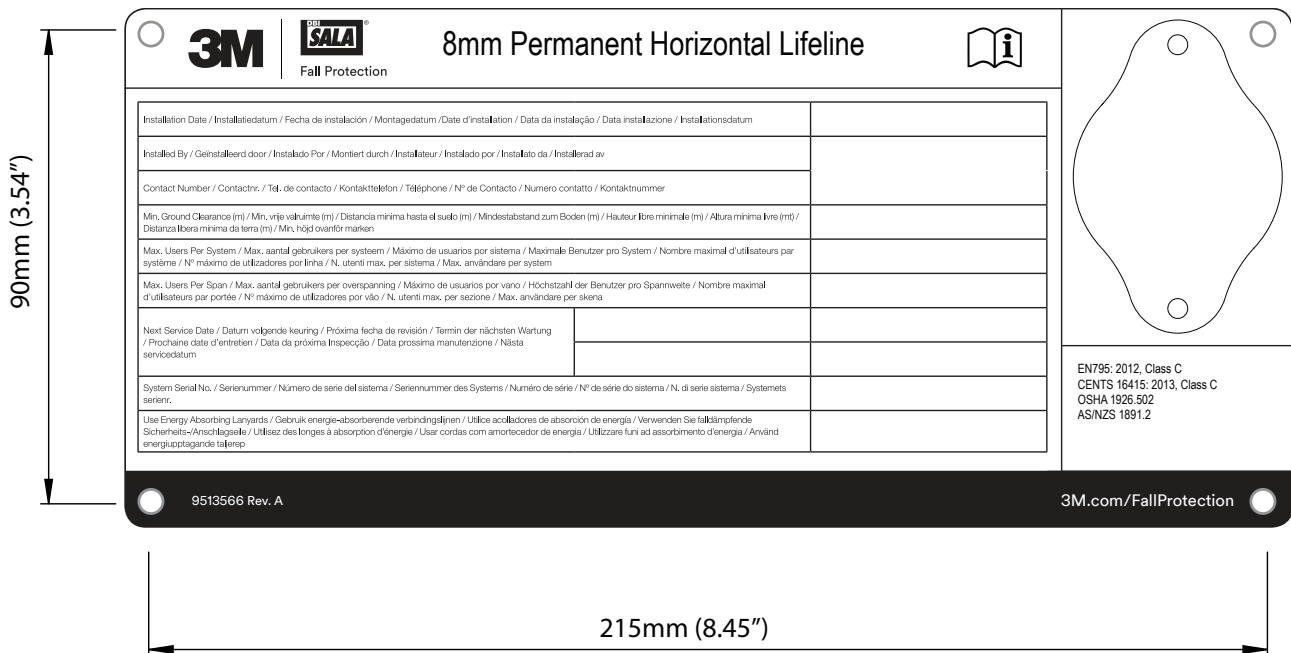 3M
DBI
SALA®
Fall Protection
8mm Permanent Horizontal Lifeline
i
90mm (3.54")
Installation Date / Installatiedatum / Fecha de instalación / Montagedatum /Date d'installation / Data da instalação / Data installazione / Installationsdatum
Installed By / Geïnstalleerd door / Instalado Por / Montiert durch / Installateur / Instalado por / Installato da / Installerad av
Contact Number / Contactnr. / Tel. de contacto / Kontakttelefon / Téléphone / Nº de Contacto / Numero contatto / Kontaktnummer
Min. Ground Clearance (m) / Min. vrije valruimte (m) / Distancia minima hasta el suelo (m) / Mindestabstand zum Boden (m) / Hauteur libre minimale (m) / Altura mínima livre (mt) /
Distanza libera minima da terra (m) / Min. höjd ovanför marken
Max. Users Per System / Max. aantal gebruikers per systeem / Máximo de usuarios por sistema / Maximale Benutzer pro System / Nombre maximal d'utilisateurs par
système / Nº máximo de utilizadores por linha / N. utenti max. per sistema / Max. användare per system
Max. Users Per Span / Max. aantal gebruikers per overspanning / Máximo de usuarios por vano / Höchstzahl der Benutzer pro Spannweite / Nombre maximal
d'utilisateurs par portée / Nº máximo de utilizadores por vão / N. utenti max. per sezione / Max. användare per skena
Next Service Date / Datum volgende keuring / Próxima fecha de revisión / Termin der nächsten Wartung
/ Prochaine date d'entretien / Data da próxima Inspecção / Data prossima manutenzione / Nästa
servicedatum
System Serial No. / Serienummer / Número de serie del sistema / Seriennummer des Systems / Numéro de série / Nº de série do sistema / N. di serie sistema / Systemets
serienr.
Use Energy Absorbing Lanyards / Gebruik energie-absorberende verbindingslijnen / Utilice acolladores de absorción de energía / Verwenden Sie falldämpfende
Sicherheits-/Anschlagseile / Utilisez des longes à absorption d'énergie / Usar cordas com amortecedor de energia / Utilizzare funi ad assorbimento d'energia / Använd
energiupptagande taljerep
EN795: 2012, Class C
CENTS 16415: 2013, Class C
OSHA 1926.502
AS/NZS 1891.2
9513566 Rev. A
3M.com/FallProtection
215mm (8.45")